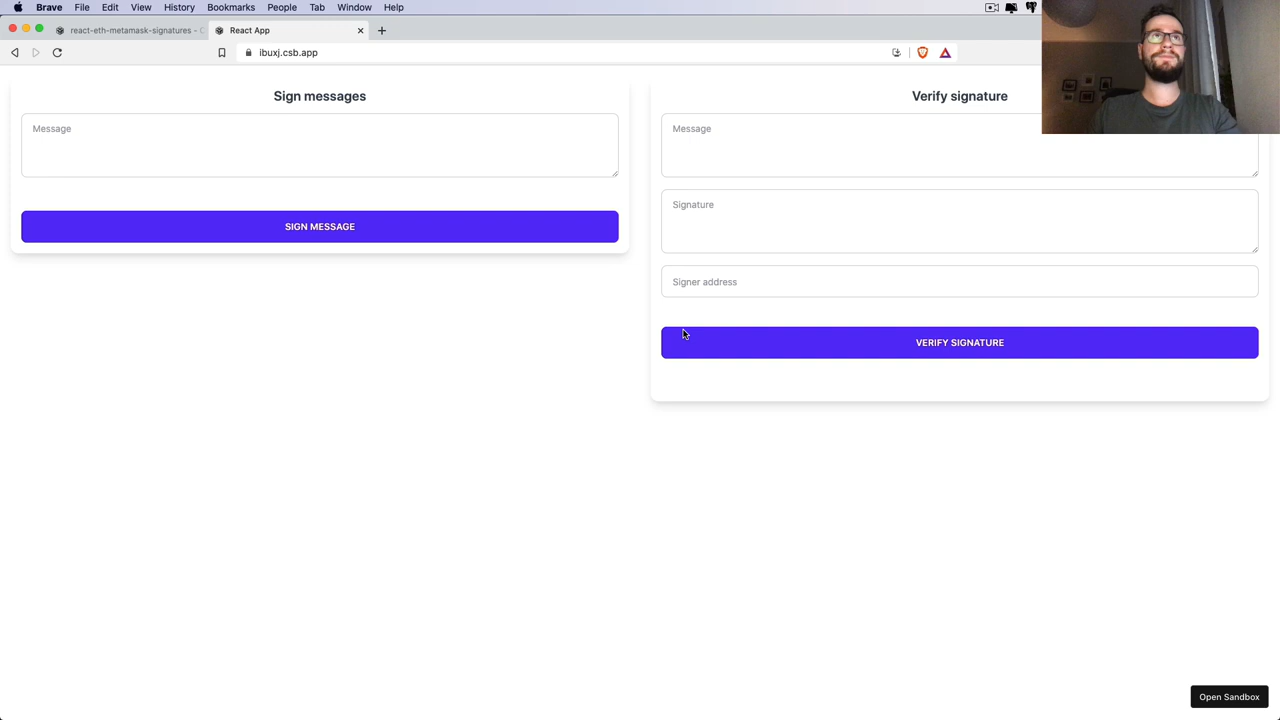 Brave File Edit View History Bookmarks People Tab Window Help
react-eth-metamask-signatures - C
React App
ibuxj.csb.app
Sign messages
Message
SIGN MESSAGE
Verify signature
Message
Signature
Signer address
VERIFY SIGNATURE
Open Sandbox